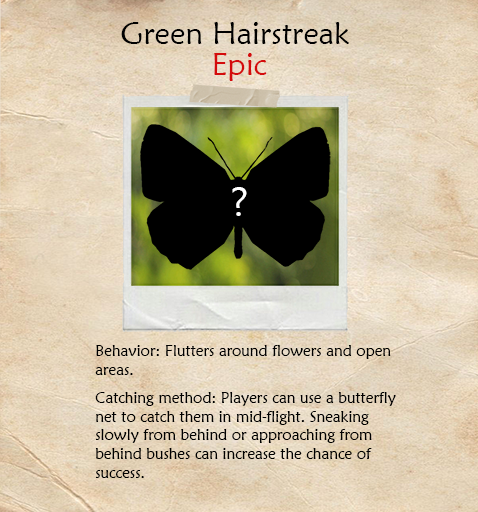 Green Hairstreak
Epic
?
Behavior: Flutters around flowers and open
areas.
Catching method: Players can use a butterfly
net to catch them in mid-flight. Sneaking
slowly from behind or approaching from
behind bushes can increase the chance of
success.